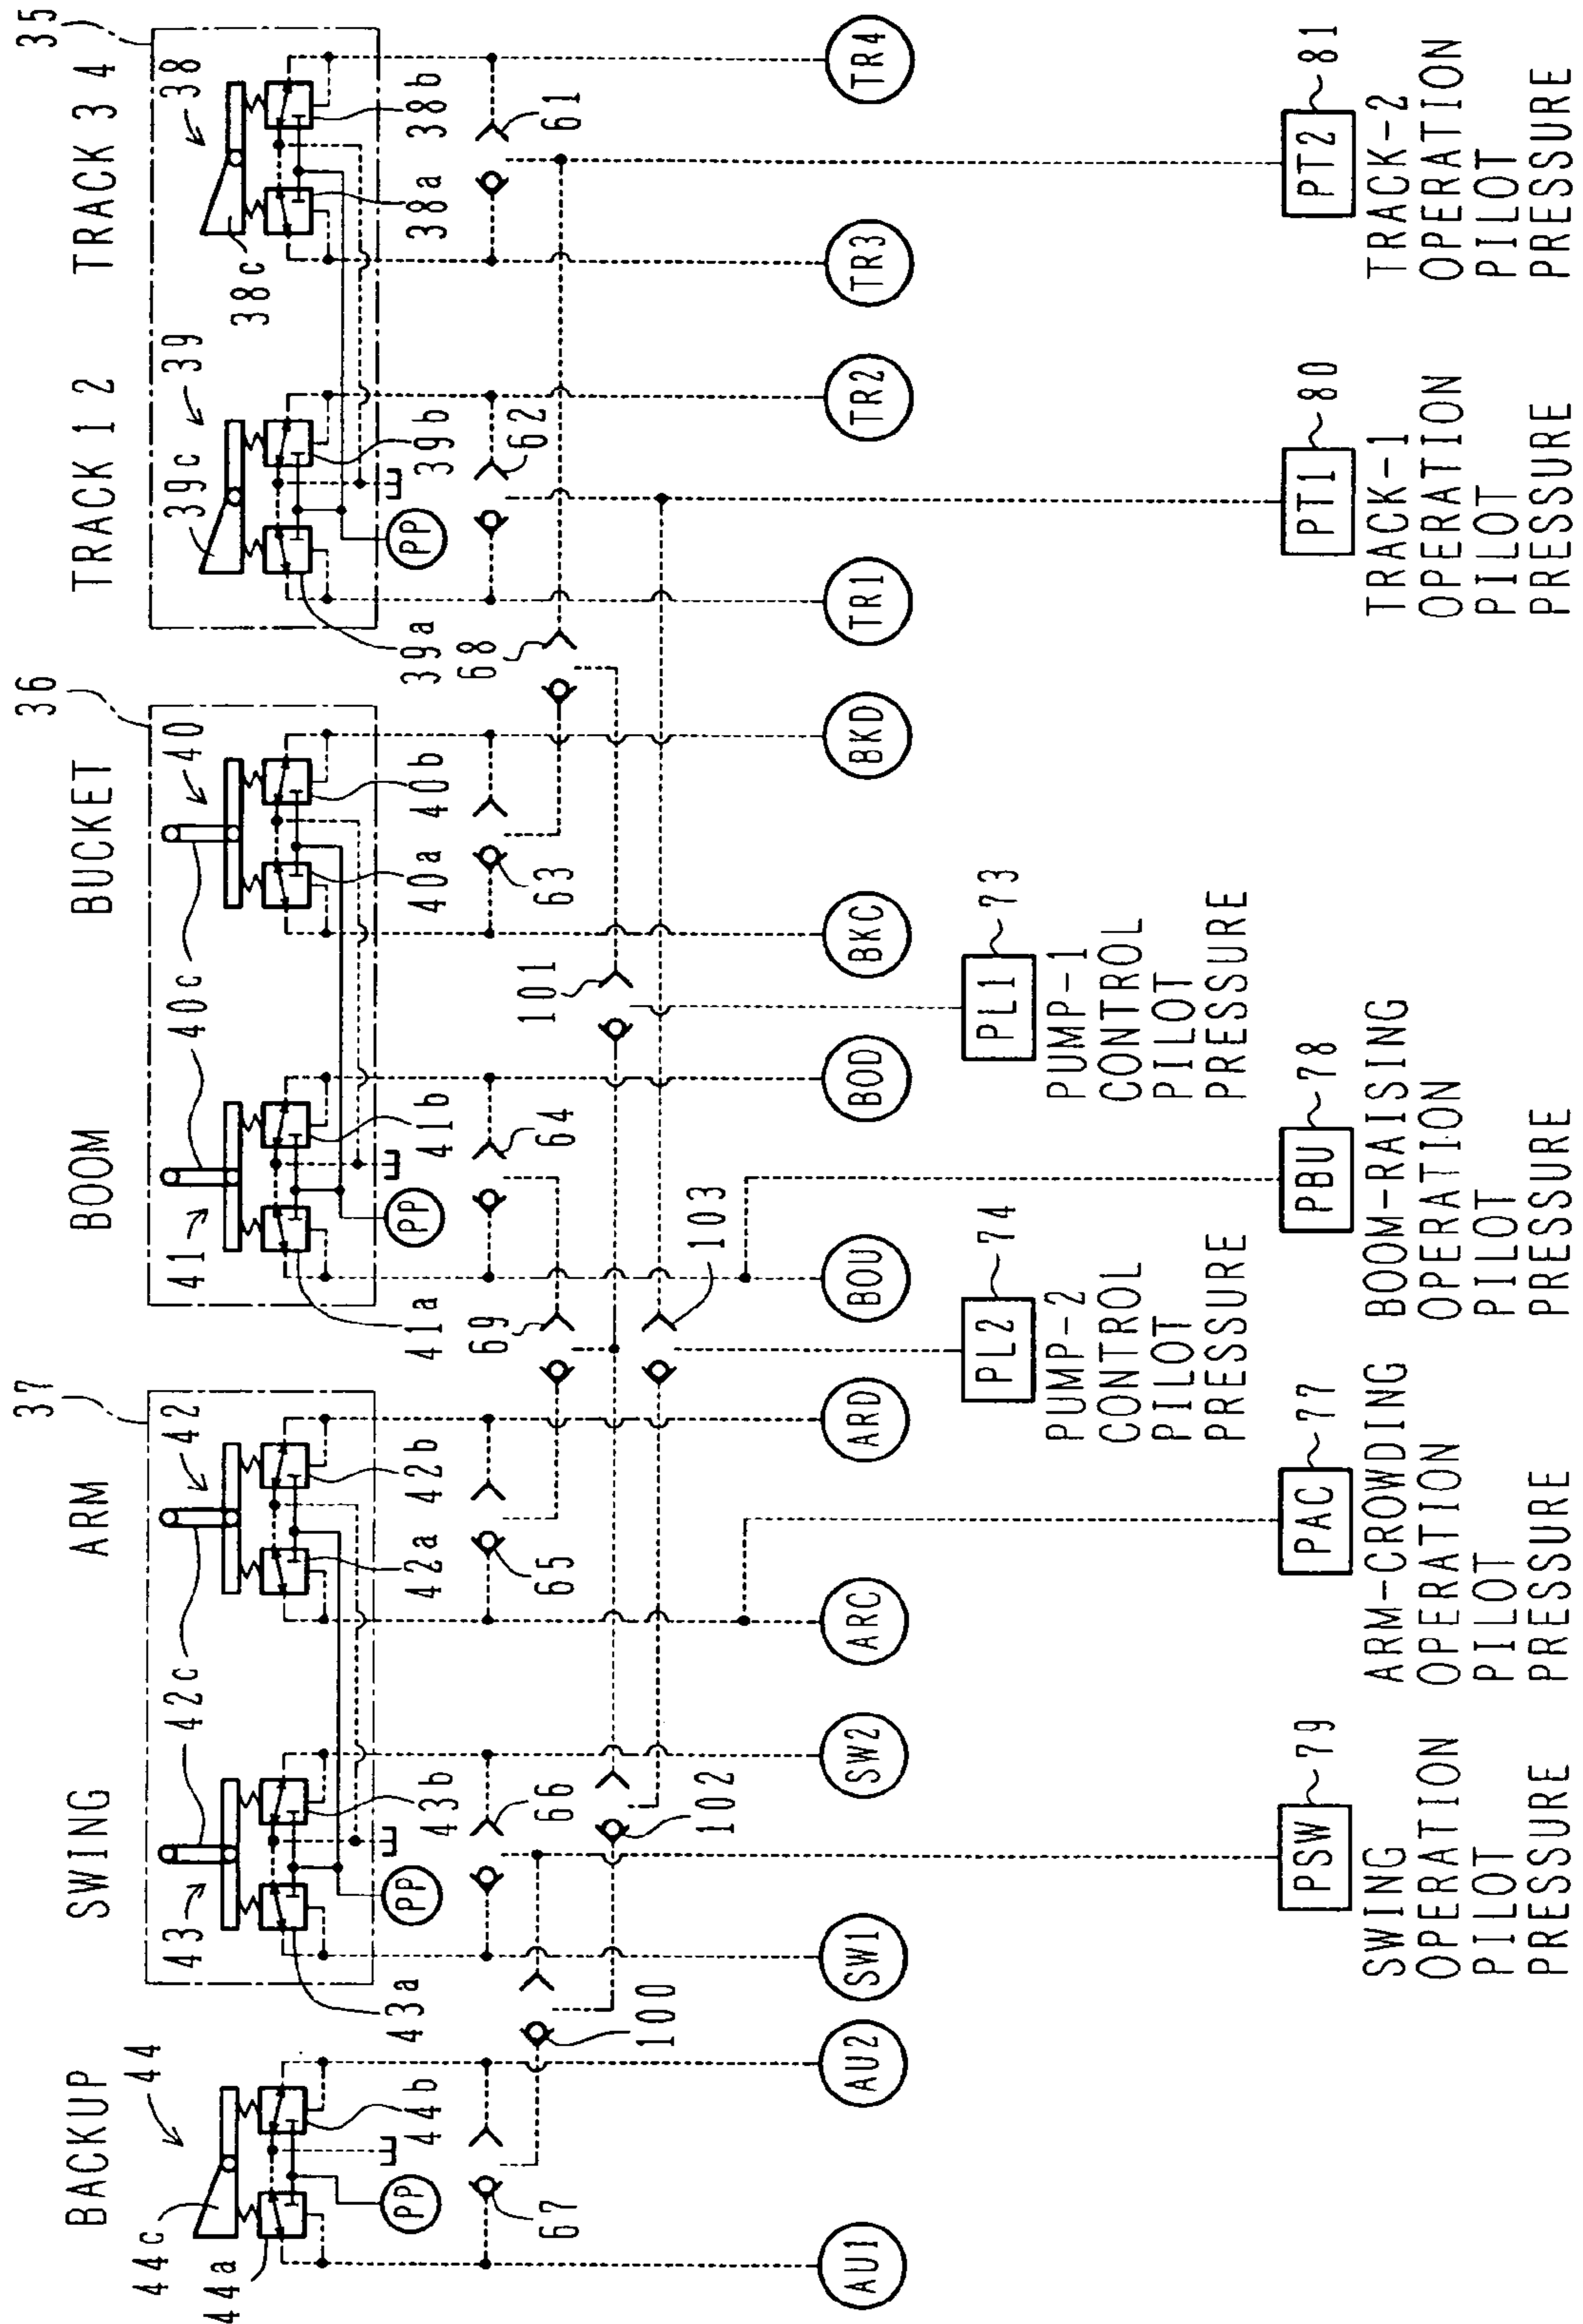 35
TRACK 3 4
38
38c
38a
38b
61
TRACK 1 2
39
39c
39a
39b
PP
62
68
36
BUCKET
40
40c
40a
40b
63
101
BOOM
41
41a
41b
PP
64
69
103
37
ARM
42
42c
42a
42b
65
SWING
43
43a
43b
PP
66
102
100
BACKUP
44
44c
44a
44b
PP
67
TR4
TR3
TR2
TR1
BKD
BKC
BOD
BOU
ARD
ARC
SW2
SW1
AU2
AU1
PL1
73
PUMP-1
CONTROL
PILOT
PRESSURE
PL2
74
PUMP-2
CONTROL
PILOT
PRESSURE
PT2
81
TRACK-2
OPERATION
PILOT
PRESSURE
PT1
80
TRACK-1
OPERATION
PILOT
PRESSURE
PBU
78
BOOM-RAISING
OPERATION
PILOT
PRESSURE
PAC
77
ARM-CROWDING
OPERATION
PILOT
PRESSURE
PSW
79
SWING
OPERATION
PILOT
PRESSURE